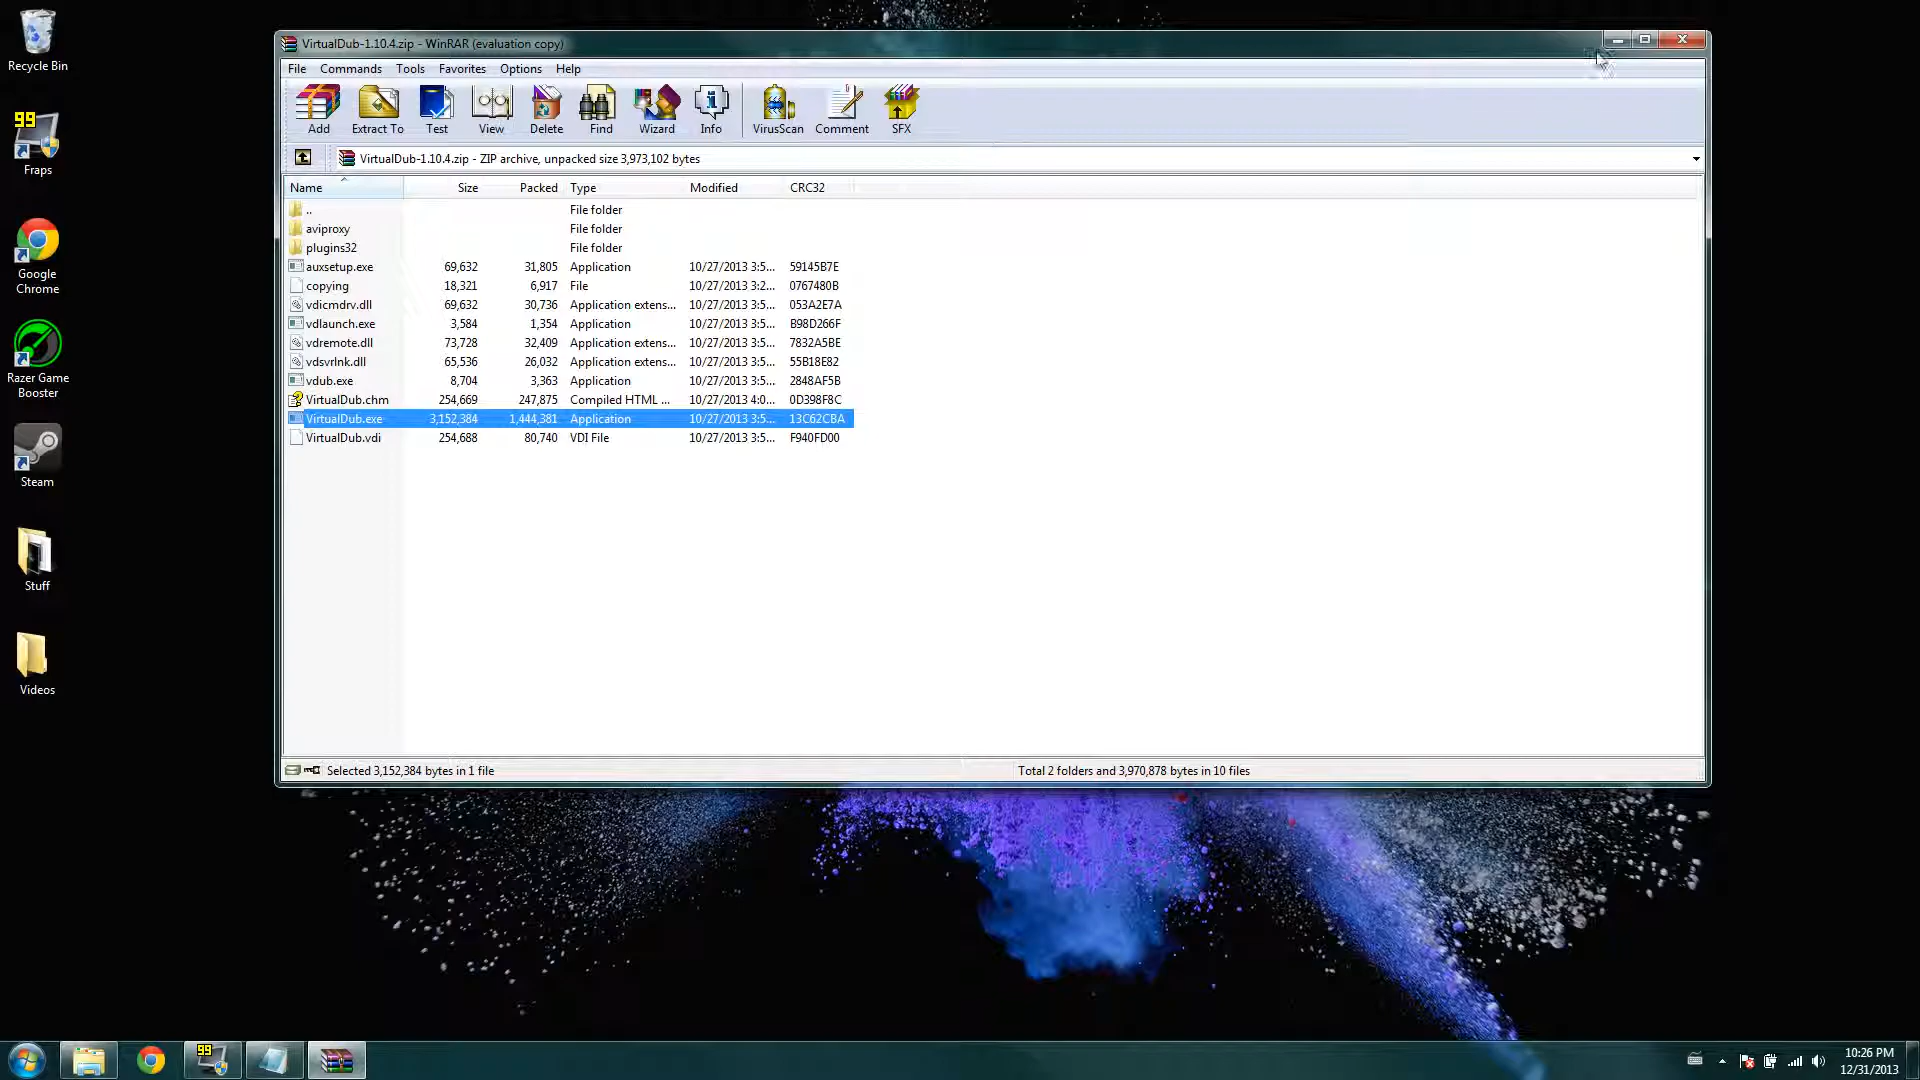 VirtualDub-1.10.4.zip - WinRAR (evaluation copy)
File Commands Tools Favorites Options Help
Add Extract To Test View Delete Find Wizard Info VirusScan Comment SFX
VirtualDub-1.10.4.zip - ZIP archive, unpacked size 3,973,102 bytes
Name Size Packed Type Modified CRC32
.. File folder
aviproxy File folder
plugins32 File folder
auxsetup.exe 69,632 31,805 Application 10/27/2013 3:5... 59145B7E
copying 18,321 6,917 File 10/27/2013 3:2... 0767480B
vdicmdrv.dll 69,632 30,736 Application extens... 10/27/2013 3:5... 053A2E7A
vdlaunch.exe 3,584 1,354 Application 10/27/2013 3:5... B98D266F
vdremote.dll 73,728 32,409 Application extens... 10/27/2013 3:5... 7832A5BE
vdsvrlnk.dll 65,536 26,032 Application extens... 10/27/2013 3:5... 55B18E82
vdub.exe 8,704 3,363 Application 10/27/2013 3:5... 2848AF5B
VirtualDub.chm 254,669 247,875 Compiled HTML ... 10/27/2013 4:0... 0D398F8C
VirtualDub.exe 3,152,384 1,444,381 Application 10/27/2013 3:5... 13C62CBA
VirtualDub.vdi 254,688 80,740 VDI File 10/27/2013 3:5... F940FD00
Selected 3,152,384 bytes in 1 file
Total 2 folders and 3,970,878 bytes in 10 files
Recycle Bin
99
Fraps
Google
Chrome
Razer Game
Booster
Steam
Stuff
Videos
99
10:26 PM
12/31/2013